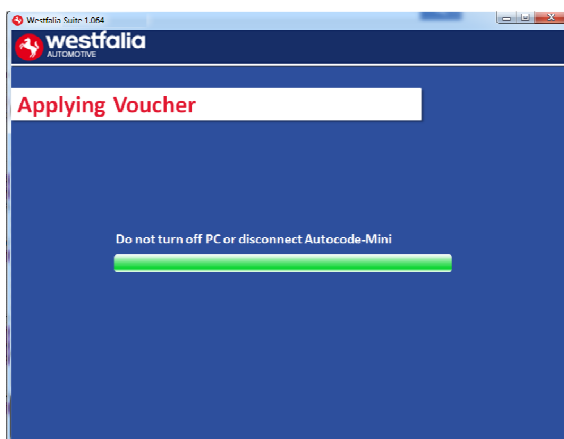 Westfalia Suite 1.064
westfalia
AUTOMOTIVE
Applying Voucher
Do not turn off PC or disconnect Autocode-Mini